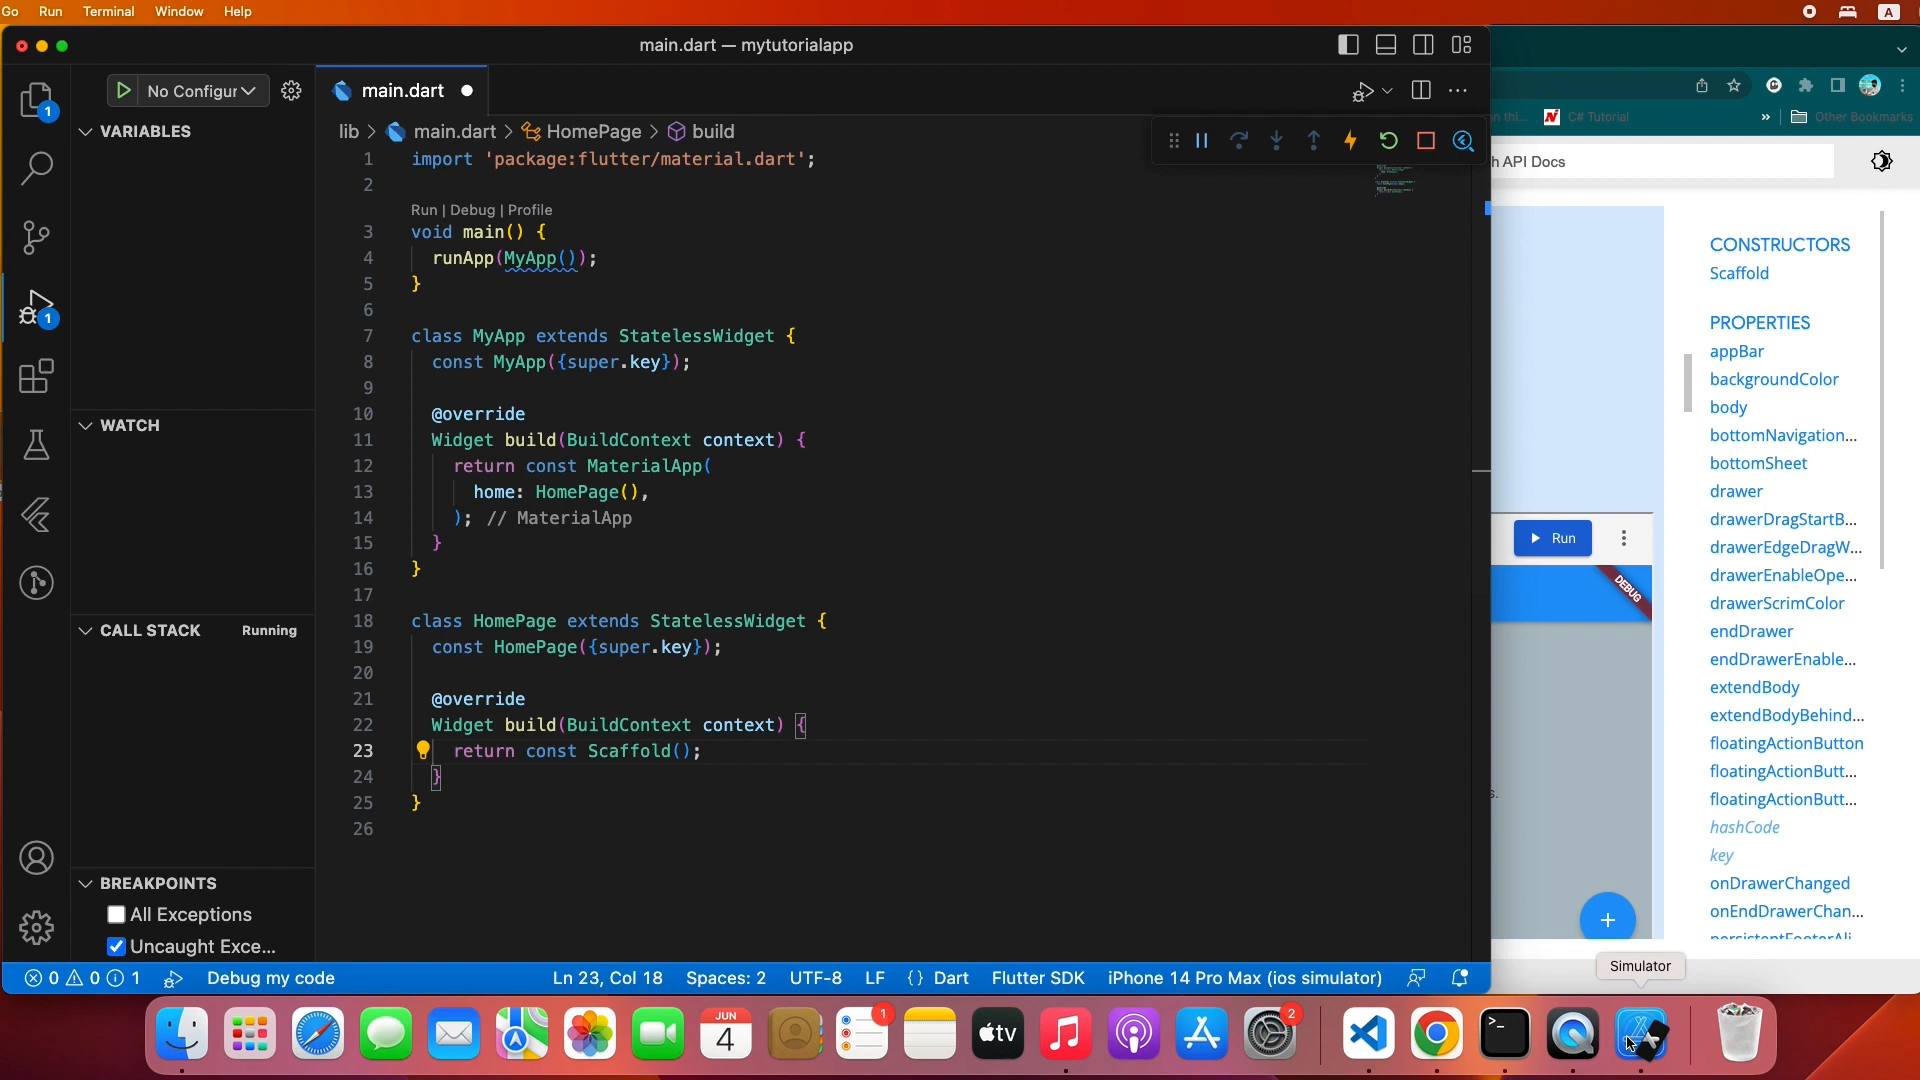 Go Run Terminal Window Help
A
main.dart — mytutorialapp
1
No Configur
main.dart
VARIABLES
lib > main.dart > HomePage > build
1 import 'package:flutter/material.dart';
2
Run | Debug | Profile
3 void main() {
4 runApp(MyApp());
5 }
6
7 class MyApp extends StatelessWidget {
8 const MyApp({super.key});
9
10 @override
11 Widget build(BuildContext context) {
12 return const MaterialApp(
13 home: HomePage(),
14 ); // MaterialApp
15 }
16 }
17
18 class HomePage extends StatelessWidget {
19 const HomePage({super.key});
20
21 @override
22 Widget build(BuildContext context) {
23 return const Scaffold();
24 }
25 }
26
1
WATCH
CALL STACK Running
BREAKPOINTS
All Exceptions
Uncaught Exce...
0 0 1 Debug my code Ln 23, Col 18 Spaces: 2 UTF-8 LF {} Dart Flutter SDK iPhone 14 Pro Max (ios simulator)
C# Tutorial » Other Bookmarks
h API Docs
CONSTRUCTORS
Scaffold
PROPERTIES
appBar
backgroundColor
body
bottomNavigation...
bottomSheet
drawer
drawerDragStartB...
drawerEdgeDragW...
drawerEnableOpe...
drawerScrimColor
endDrawer
endDrawerEnable...
extendBody
extendBodyBehind...
floatingActionButton
floatingActionButt...
floatingActionButt...
hashCode
key
onDrawerChanged
onEndDrawerChan...
Run
DEBUG
s.
Simulator
JUN
4
1
tv
2